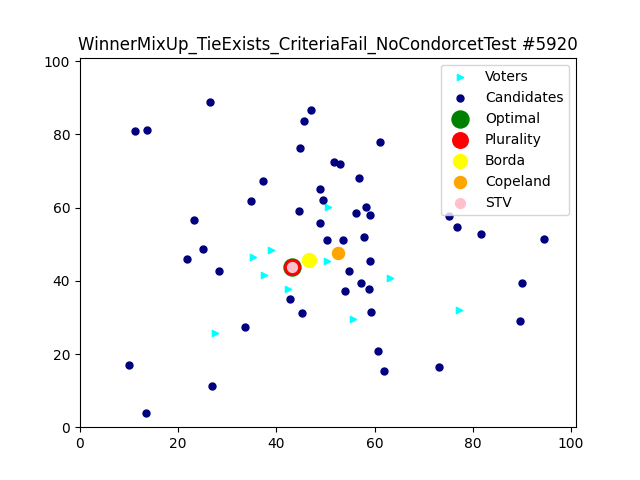 WinnerMixUp_TieExists_CriteriaFail_NoCondorcetTest #5920
100
80
60
40
20
0
0 20 40 60 80 100
Voters
Candidates
Optimal
Plurality
Borda
Copeland
STV